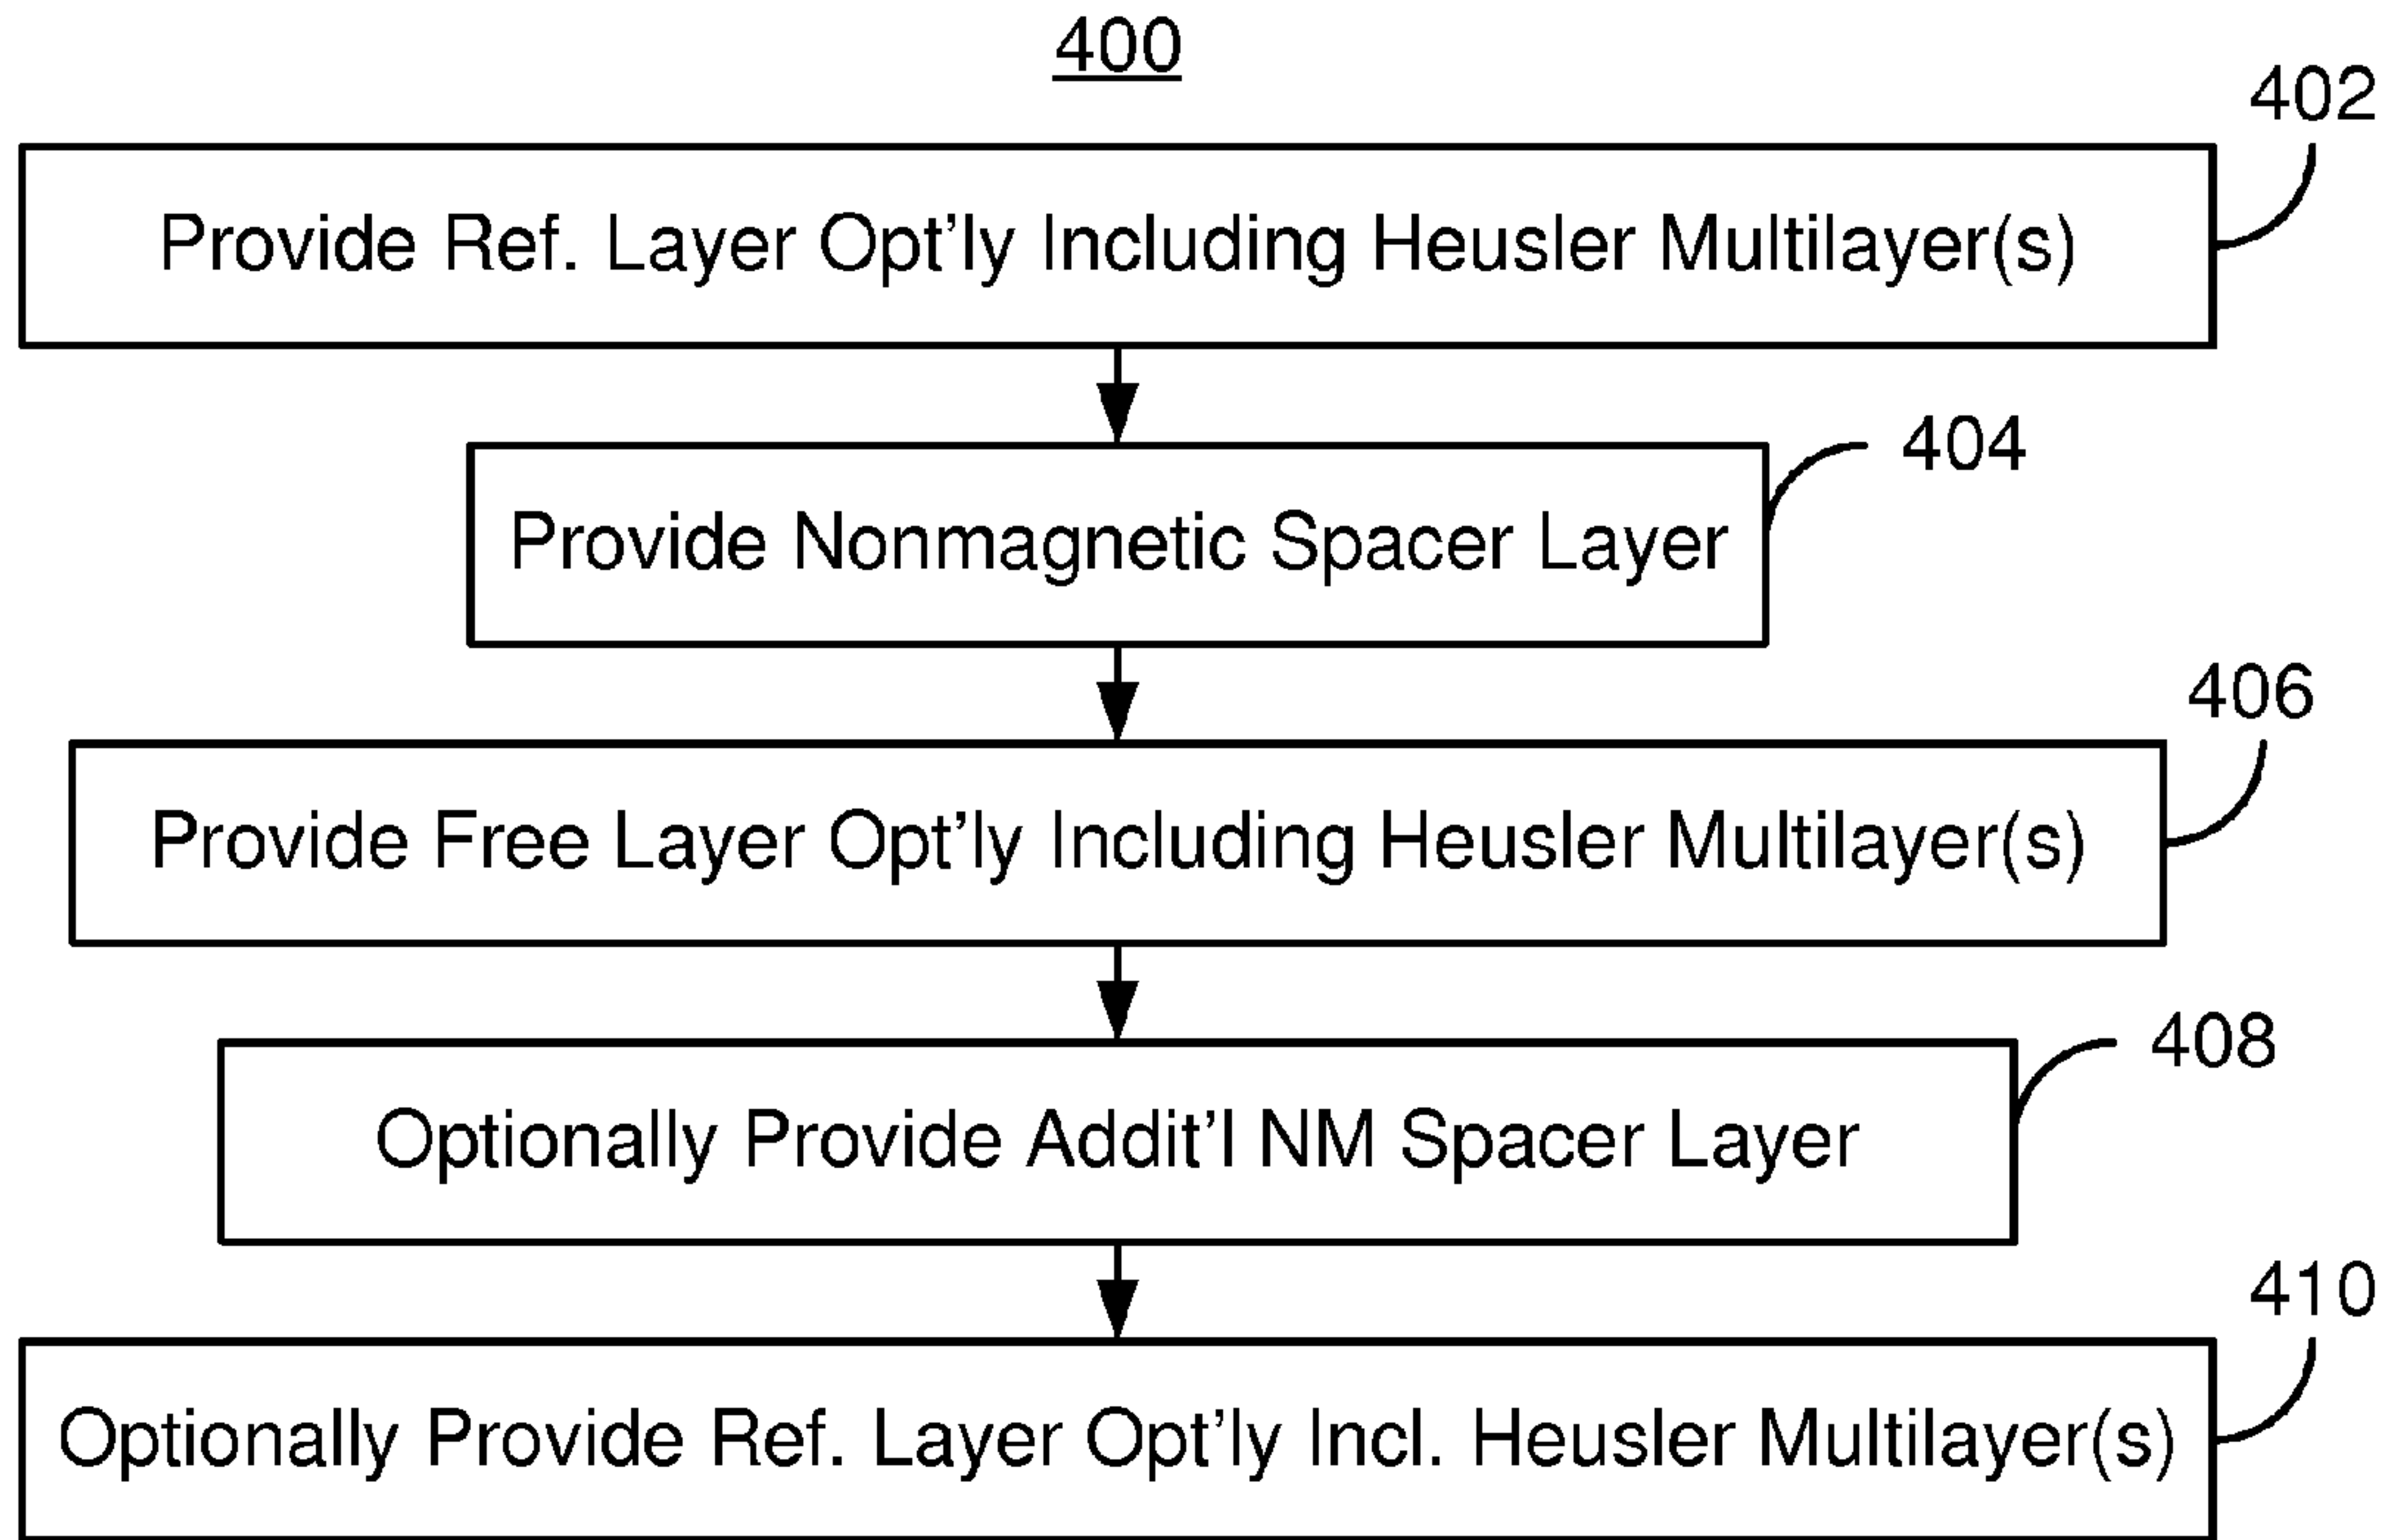 400
402
Provide Ref. Layer Opt'ly Including Heusler Multilayer(s)
404
Provide Nonmagnetic Spacer Layer
406
Provide Free Layer Opt'ly Including Heusler Multilayer(s)
408
Optionally Provide Addit'l NM Spacer Layer
410
Optionally Provide Ref. Layer Opt'ly Incl. Heusler Multilayer(s)